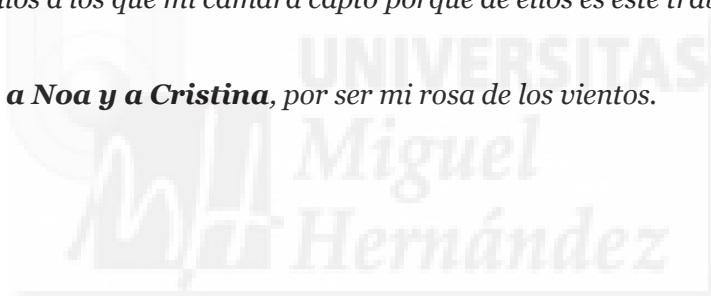 los a los que mi cámara captó porque de ellos es este tra
a Noa y a Cristina, por ser mi rosa de los vientos.
UNIVERSITAS
Miguel
Hernández